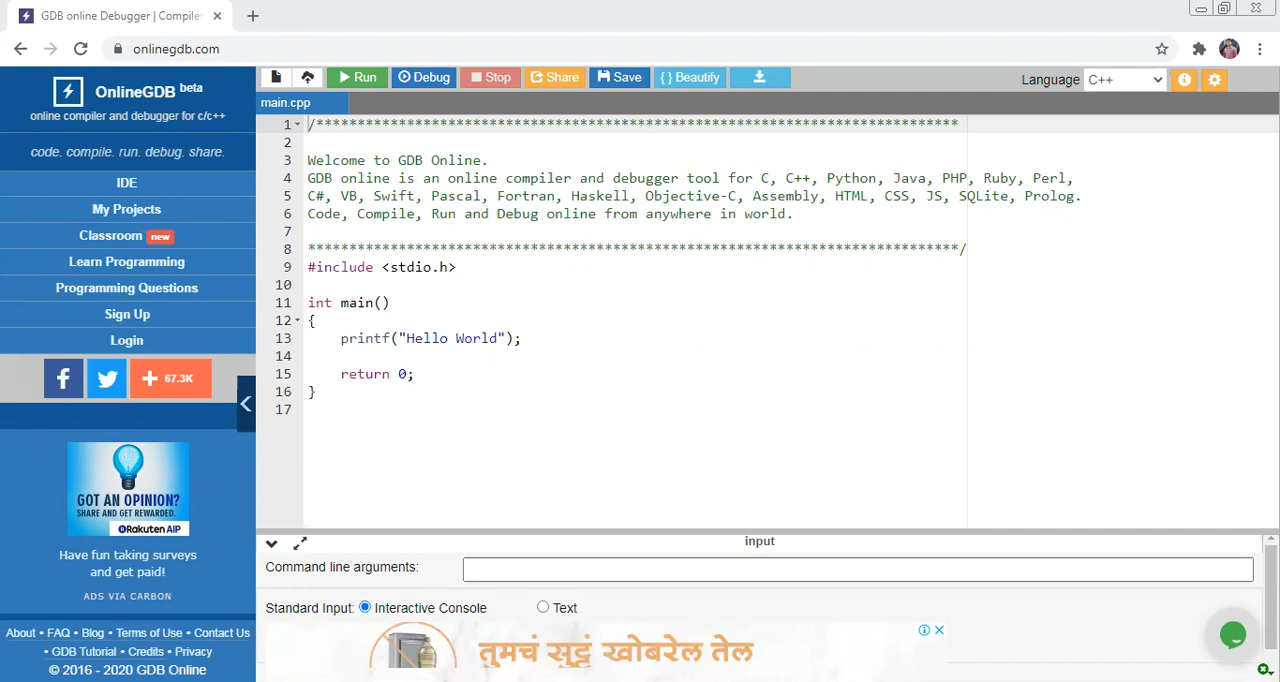 GDB online Debugger | Compiler
onlinegdb.com
OnlineGDB beta
online compiler and debugger for c/c++
code. compile. run. debug. share.
IDE
My Projects
Classroom new
Learn Programming
Programming Questions
Sign Up
Login
f + 67.3K
GOT AN OPINION?
SHARE AND GET REWARDED.
Rakuten AIP
Have fun taking surveys
and get paid!
ADS VIA CARBON
About • FAQ • Blog • Terms of Use • Contact Us
• GDB Tutorial • Credits • Privacy
© 2016 - 2020 GDB Online
Run Debug Stop Share Save { } Beautify
Language C++
main.cpp
1 /******************************************************************************
2
3 Welcome to GDB Online.
4 GDB online is an online compiler and debugger tool for C, C++, Python, Java, PHP, Ruby, Perl,
5 C#, VB, Swift, Pascal, Fortran, Haskell, Objective-C, Assembly, HTML, CSS, JS, SQLite, Prolog.
6 Code, Compile, Run and Debug online from anywhere in world.
7
8 *******************************************************************************/
9 #include <stdio.h>
10
11 int main()
12 {
13     printf("Hello World");
14
15     return 0;
16 }
17
input
Command line arguments:
Standard Input: Interactive Console Text
तुमचं सुट्टं खोबरेल तेल